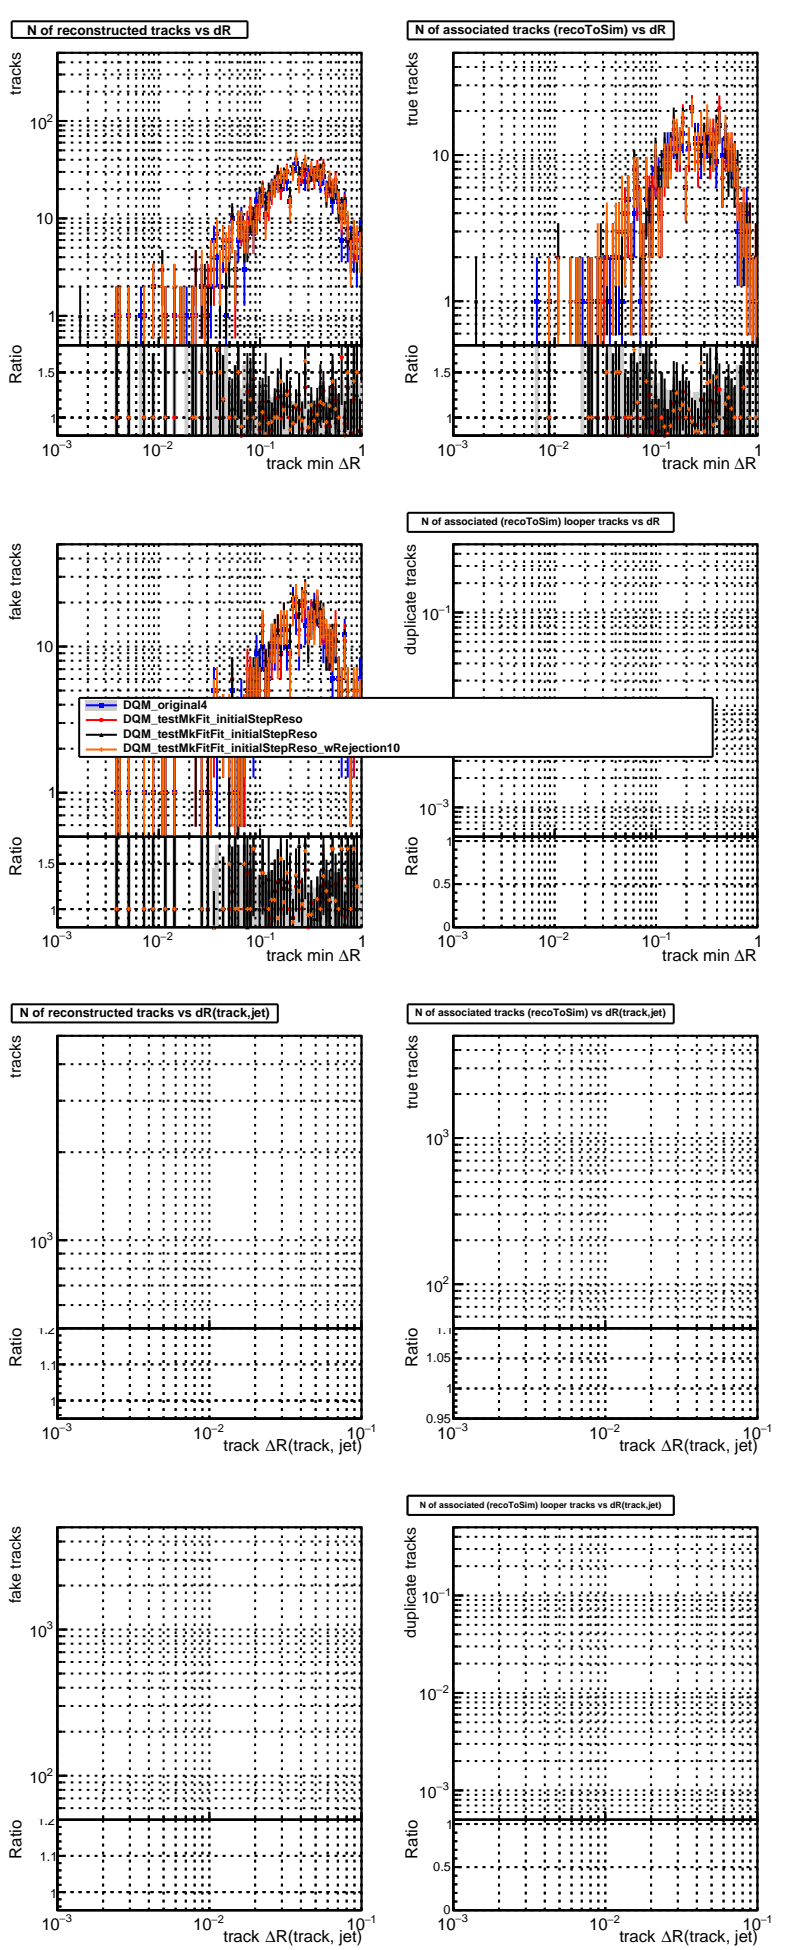 N of reconstructed tracks vs dR
tracks
10²
10
1
Ratio
1.5
1
10⁻³ 10⁻² 10⁻¹ 1
track min ΔR
N of associated tracks (recoToSim) vs dR
true tracks
10
1
Ratio
1.5
1
10⁻³ 10⁻² 10⁻¹ 1
track min ΔR
fake tracks
10
1
Ratio
1.5
1
10⁻³ 10⁻² 10⁻¹ 1
track min ΔR
N of associated (recoToSim) looper tracks vs dR
duplicate tracks
10⁻¹
10⁻³
Ratio
1
0.5
0
10⁻³ 10⁻² 10⁻¹ 1
track min ΔR
DQM_original4
DQM_testMkFit_initialStepReso
DQM_testMkFitFit_initialStepReso
DQM_testMkFitFit_initialStepReso_wRejection10
N of reconstructed tracks vs dR(track,jet)
tracks
10³
Ratio
1.2
1.1
1
10⁻³ 10⁻² 10⁻¹
track ΔR(track, jet)
N of associated tracks (recoToSim) vs dR(track,jet)
true tracks
10³
10²
Ratio
1.1
1.05
1
0.95
10⁻³ 10⁻² 10⁻¹
track ΔR(track, jet)
fake tracks
10³
10²
Ratio
1.2
1.1
1
10⁻³ 10⁻² 10⁻¹
track ΔR(track, jet)
N of associated (recoToSim) looper tracks vs dR(track,jet)
duplicate tracks
10⁻¹
10⁻²
10⁻³
Ratio
1
0.5
0
10⁻³ 10⁻² 10⁻¹
track ΔR(track, jet)